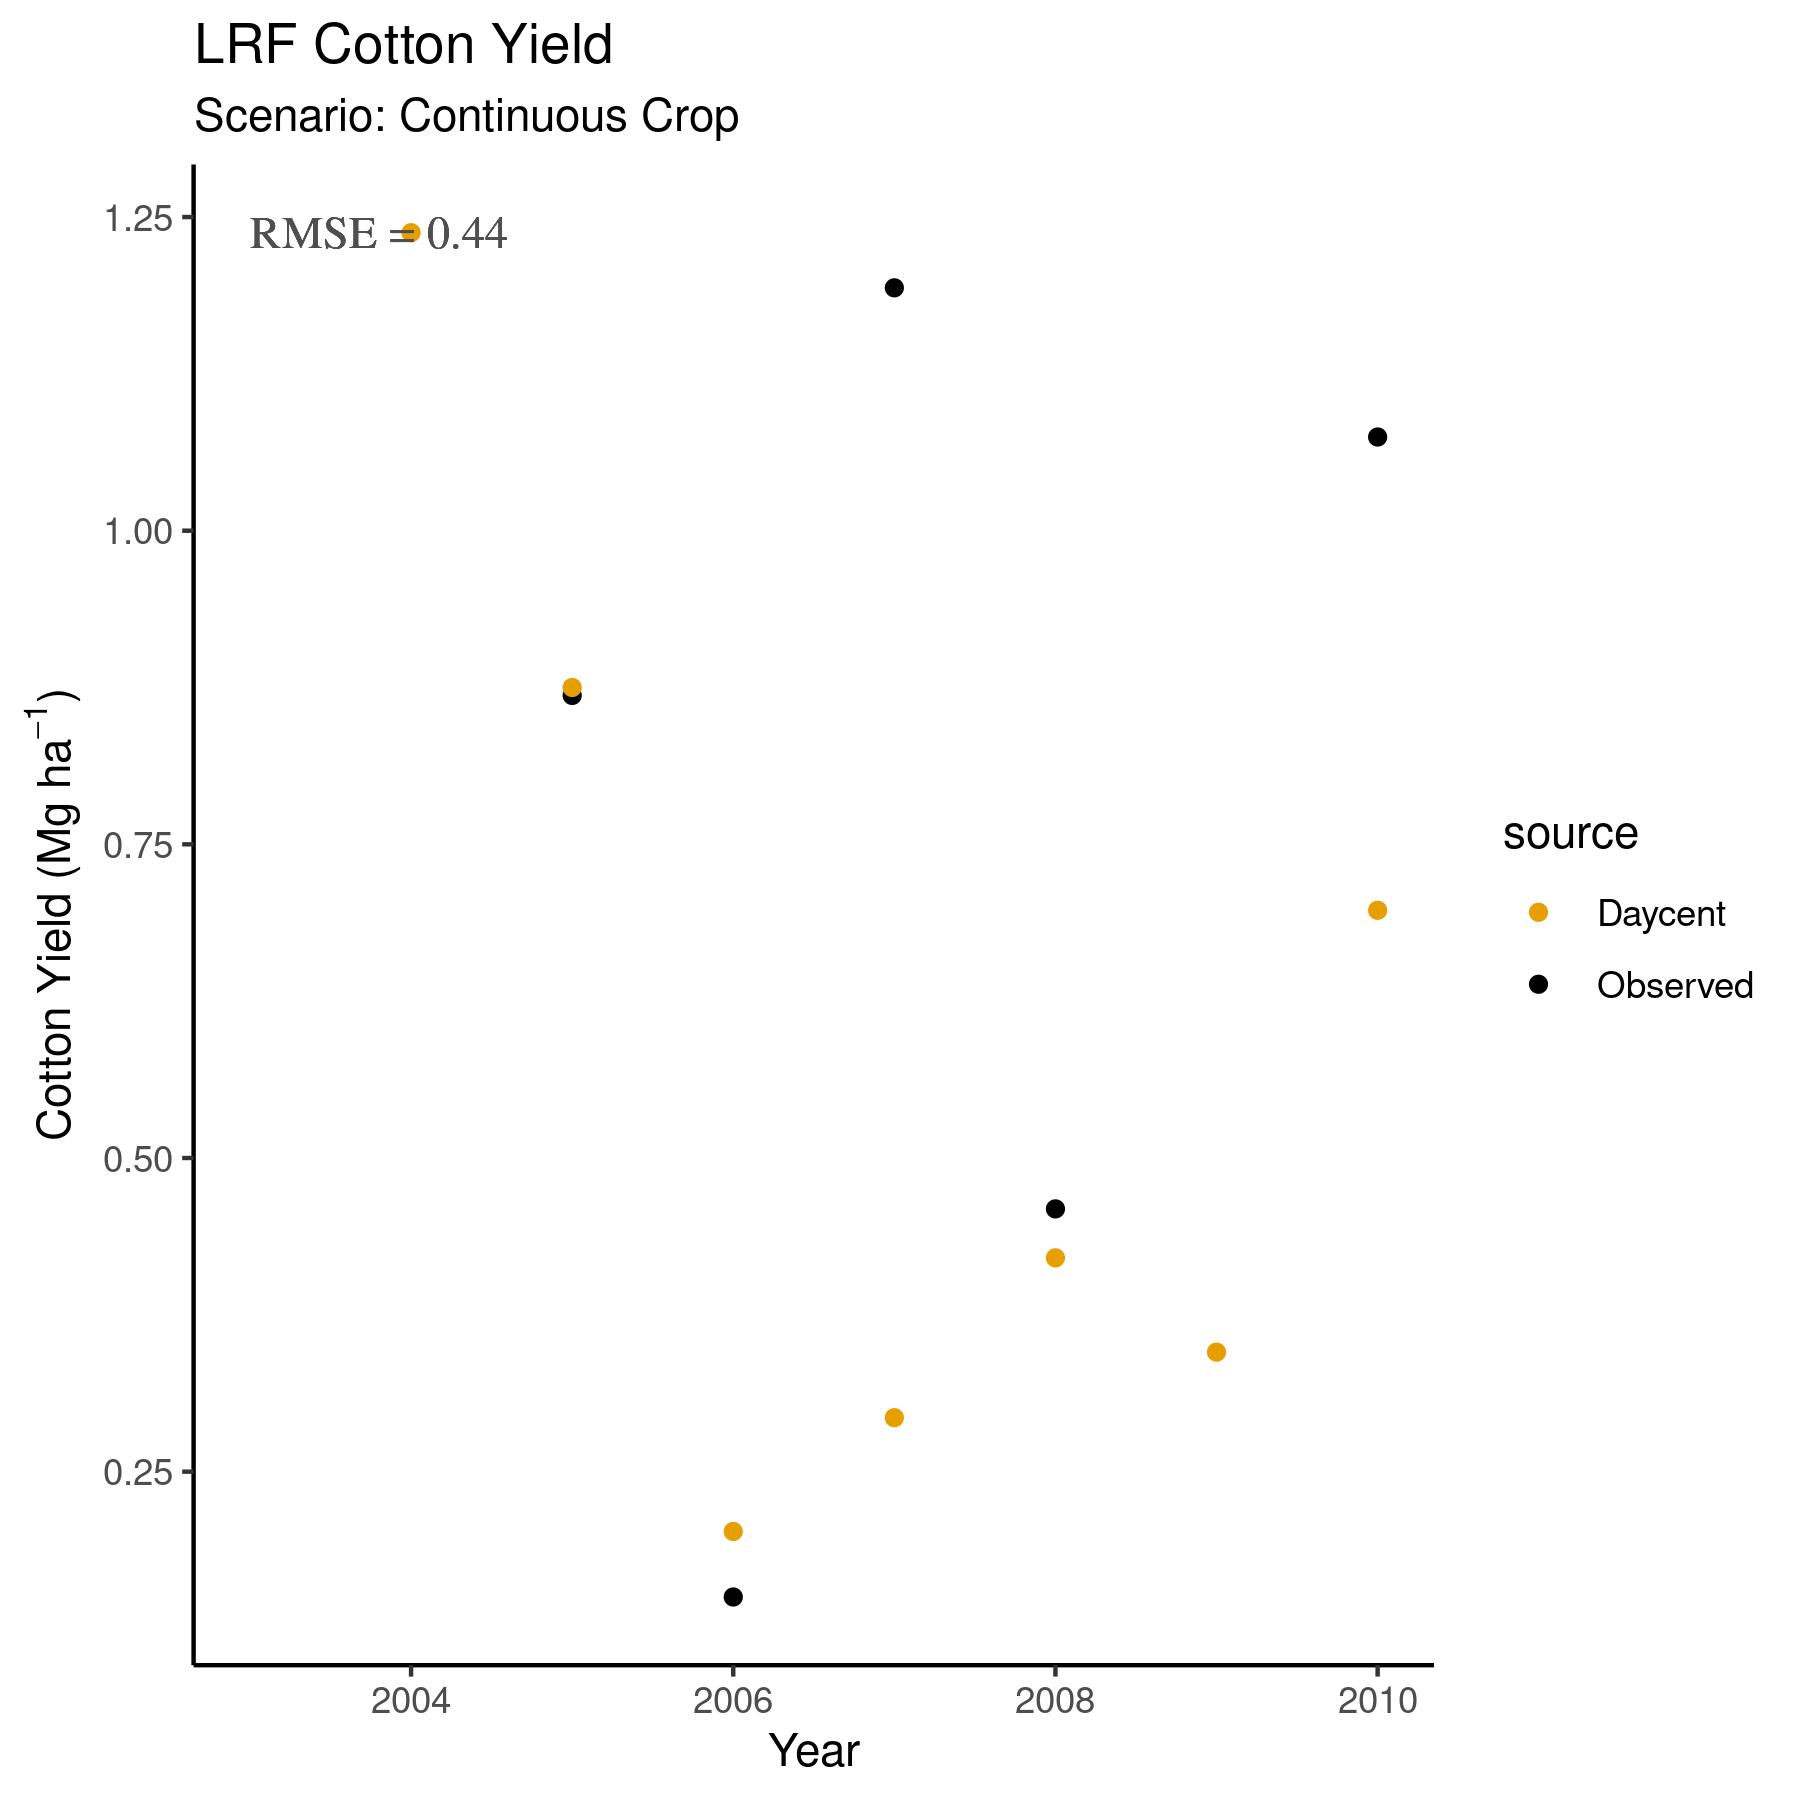 LRF Cotton Yield
Scenario: Continuous Crop
RMSE = 0.44
1.25
1.00
0.75
0.50
0.25
Cotton Yield (Mg ha⁻¹)
2004
2006
2008
2010
Year
source
Daycent
Observed